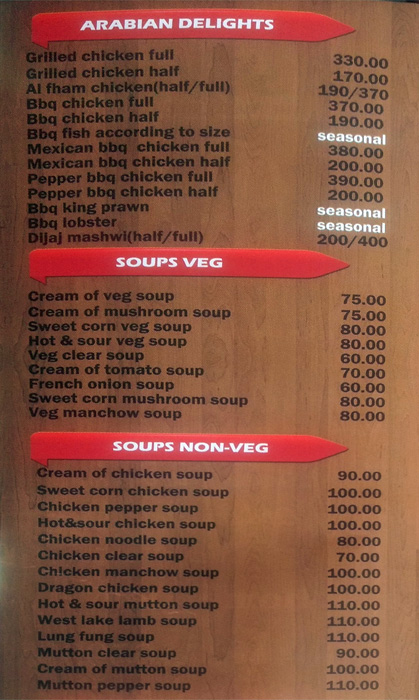 ARABIAN DELIGHTS
Grilled chicken full 330.00
Grilled chicken half 170.00
Al fham chicken(half/full) 190/370
Bbq chicken full 370.00
Bbq chicken half 190.00
Bbq fish according to size seasonal
Mexican bbq chicken full 380.00
Mexican bbq chicken half 200.00
Pepper bbq chicken full 390.00
Pepper bbq chicken half 200.00
Bbq king prawn seasonal
Bbq lobster seasonal
Dijaj mashwi(half/full) 200/400
SOUPS VEG
Cream of veg soup 75.00
Cream of mushroom soup 75.00
Sweet corn veg soup 80.00
Hot & sour veg soup 80.00
Veg clear soup 60.00
Cream of tomato soup 70.00
French onion soup 60.00
Sweet corn mushroom soup 80.00
Veg manchow soup 80.00
SOUPS NON-VEG
Cream of chicken soup 90.00
Sweet corn chicken soup 100.00
Chicken pepper soup 100.00
Hot&sour chicken soup 100.00
Chicken noodle soup 80.00
Chicken clear soup 70.00
Chicken manchow soup 100.00
Dragon chicken soup 100.00
Hot & sour mutton soup 110.00
West lake lamb soup 110.00
Lung fung soup 110.00
Mutton clear soup 90.00
Cream of mutton soup 100.00
Mutton pepper soup 110.00